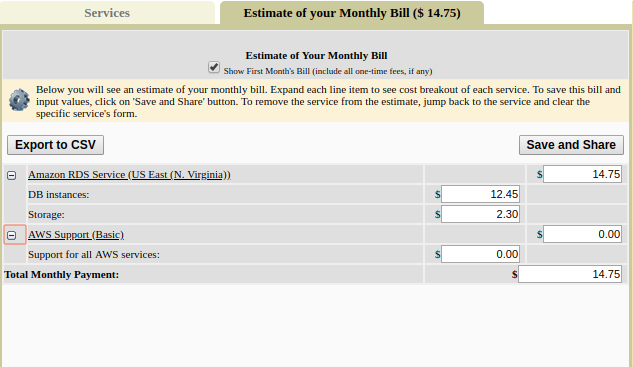 Services
Estimate of your Monthly Bill ($ 14.75)
Estimate of Your Monthly Bill
Show First Month's Bill (include all one-time fees, if any)
Below you will see an estimate of your monthly bill. Expand each line item to see cost breakout of each service. To save this bill and
input values, click on 'Save and Share' button. To remove the service from the estimate, jump back to the service and clear the
specific service's form.
Export to CSV
Save and Share
Amazon RDS Service (US East (N. Virginia)) $ 14.75
DB instances: $ 12.45
Storage: $ 2.30
AWS Support (Basic) $ 0.00
Support for all AWS services: $ 0.00
Total Monthly Payment: $ 14.75